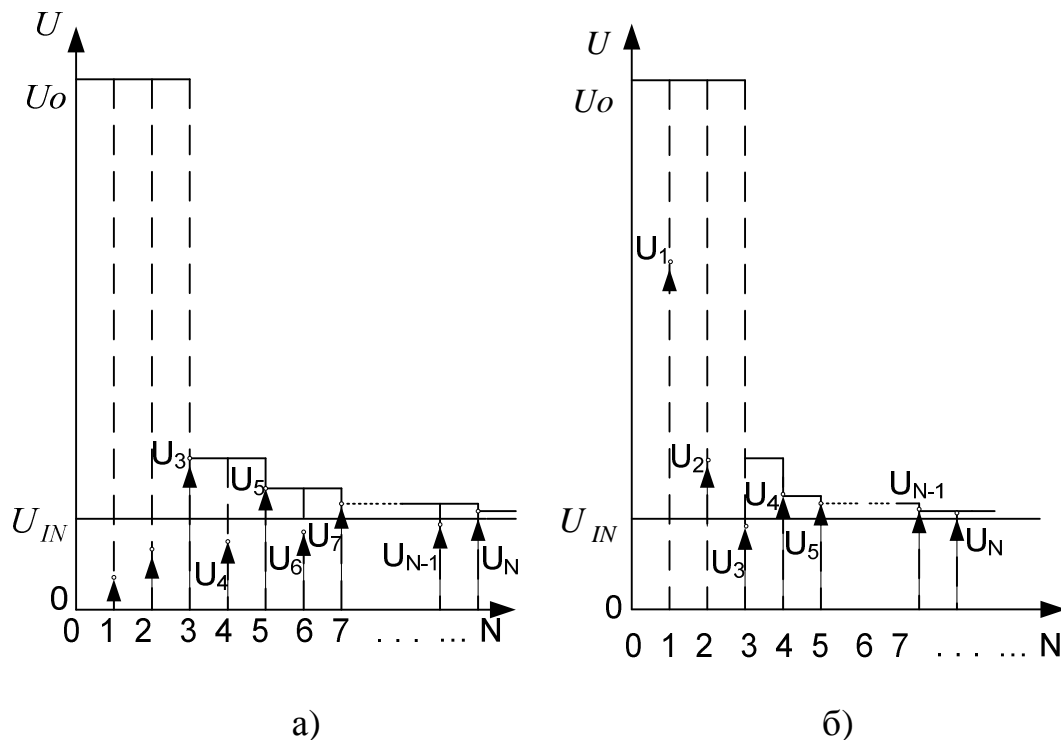 U
Uo
U₃
U₅
U_IN
U₄
U₆
U₇
U_N-1
U_N
0
0 1 2 3 4 5 6 7 . . . ... N
а)
U
Uo
U₁
U₂
U₄
U_N-1
U_IN
U₃
U₅
U_N
0
0 1 2 3 4 5 6 7 . . . ... N
б)